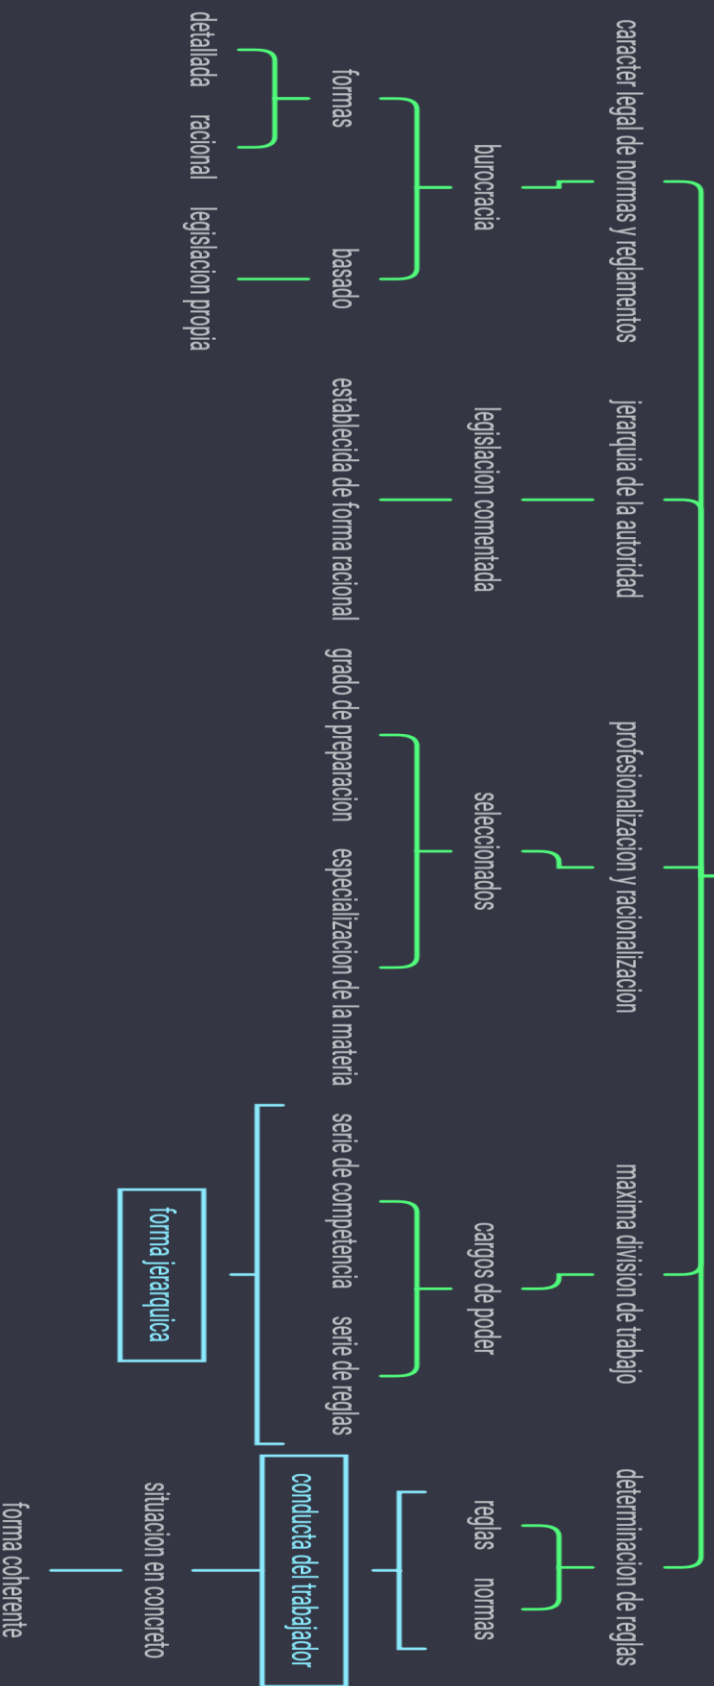 caracter legal de normas y reglamentos
jerarquia de la autoridad
profesionalizacion y racionalizacion
maxima division de trabajo
determinacion de reglas
burocracia
legislacion comentada
seleccionados
cargos de poder
reglas
normas
formas
basado
establecida de forma racional
grado de preparacion
especializacion de la materia
serie de competencia
serie de reglas
conducta del trabajador
detallada
racional
legislacion propia
forma jerarquica
situacion en concreto
forma coherente